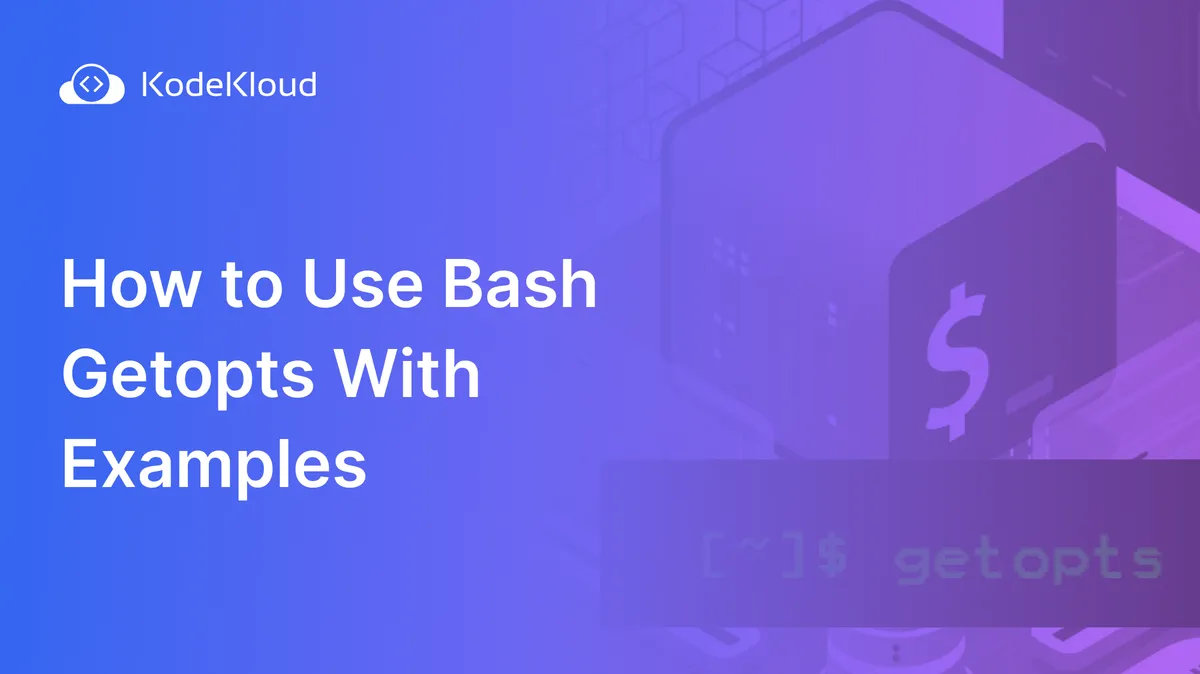 KodeKloud
How to Use Bash
Getopts With
Examples
$
[~]$ getopts